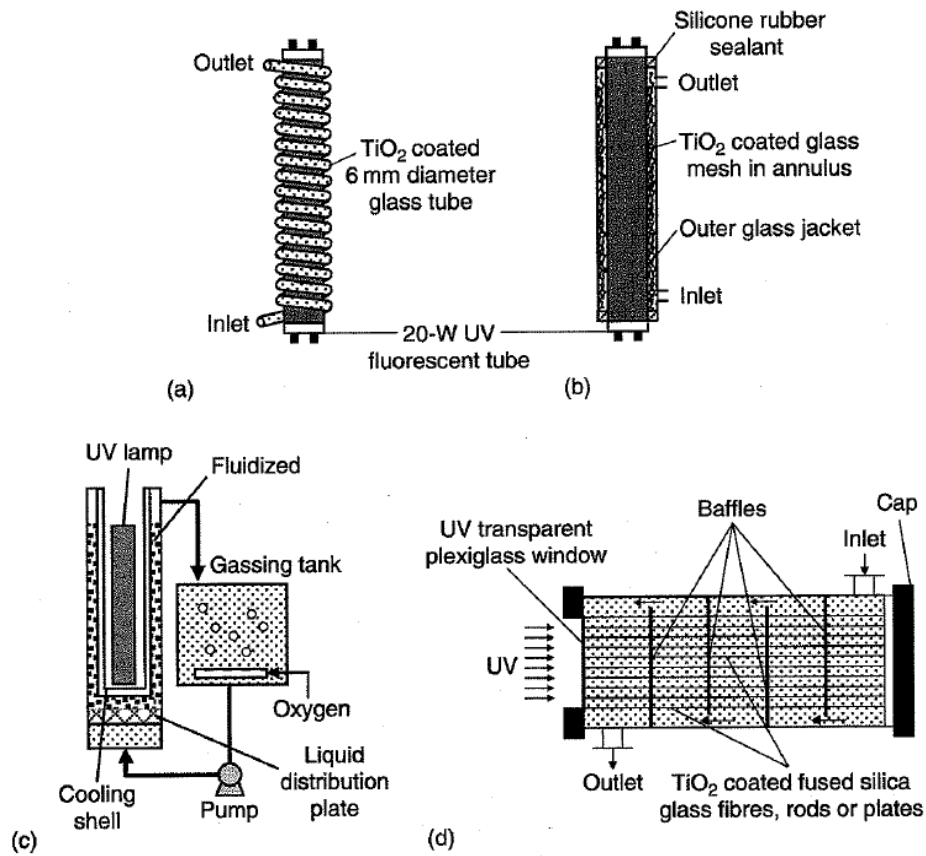 Outlet
TiO₂ coated
6 mm diameter
glass tube
Inlet
(a)
Silicone rubber
sealant
Outlet
TiO₂ coated glass
mesh in annulus
Outer glass jacket
Inlet
20-W UV
fluorescent tube
(b)
UV lamp
Fluidized
Gassing tank
Oxygen
Liquid
distribution
plate
Cooling
shell
Pump
(c)
Baffles
Cap
UV transparent
plexiglass window
Inlet
UV
Outlet
TiO₂ coated fused silica
glass fibres, rods or plates
(d)